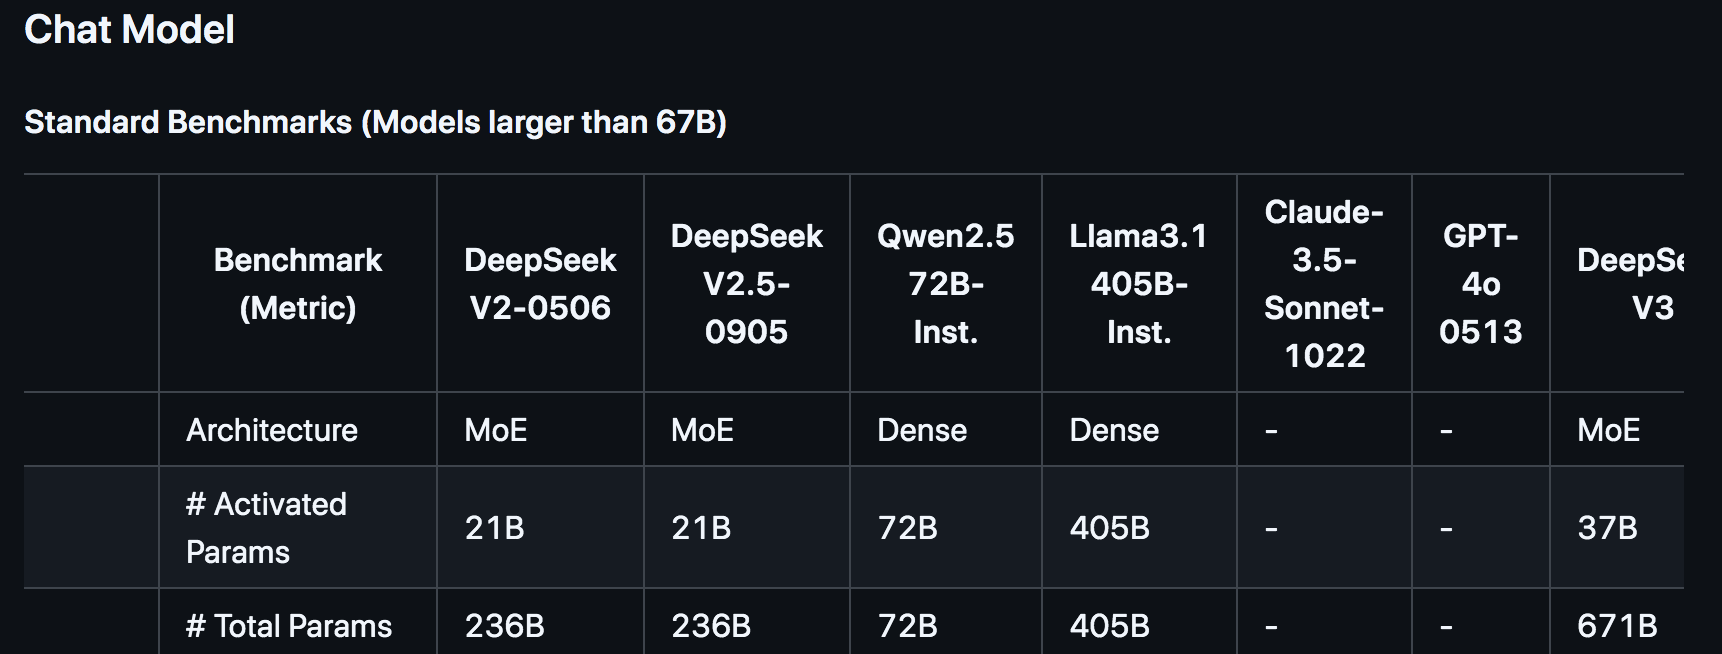 Chat Model
Standard Benchmarks (Models larger than 67B)
Benchmark (Metric) DeepSeek V2-0506 DeepSeek V2.5-0905 Qwen2.5 72B-Inst. Llama3.1 405B-Inst. Claude-3.5-Sonnet-1022 GPT-4o 0513 DeepSe V3
Architecture MoE MoE Dense Dense - - MoE
# Activated Params 21B 21B 72B 405B - - 37B
# Total Params 236B 236B 72B 405B - - 671B